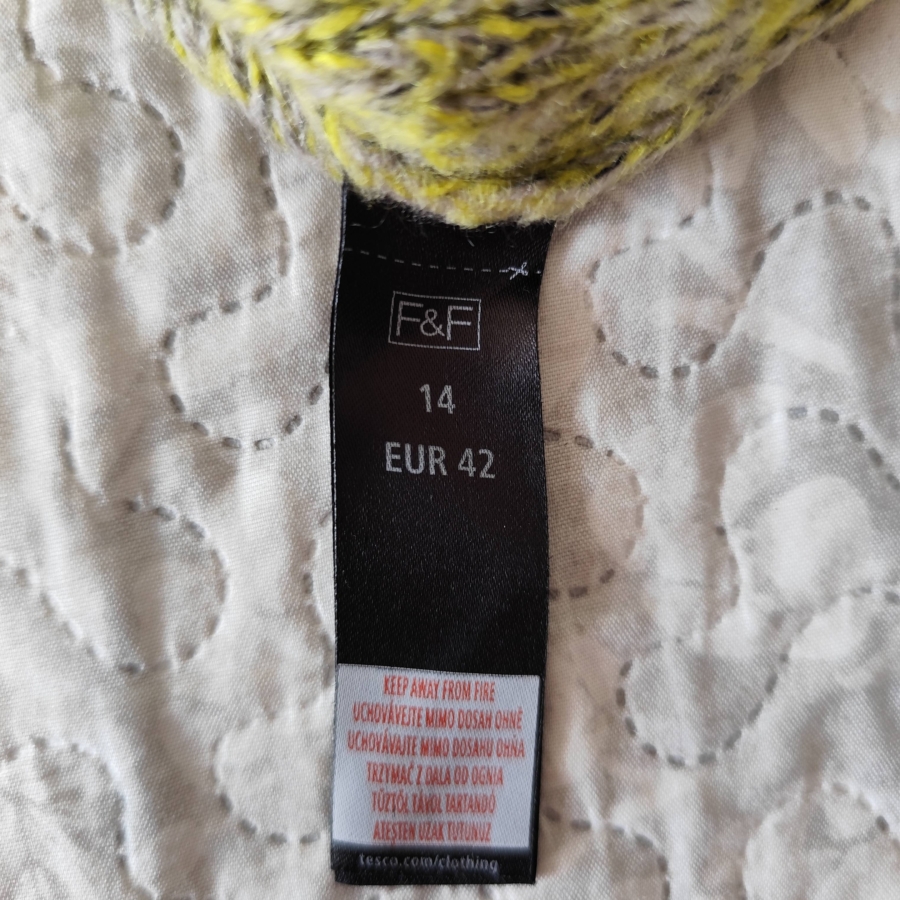 F&F
14
EUR 42
KEEP AWAY FROM FIRE
UCHOVÁVEJTE MIMO DOSAH OHNĚ
UCHOVÁVAJTE MIMO DOSAHU OHŇA
TRZYMAĆ Z DALA OD OGNIA
TŰZTŐL TÁVOL TARTANDÓ
ATEŞTEN UZAK TUTUNUZ
tesco.com/clothing